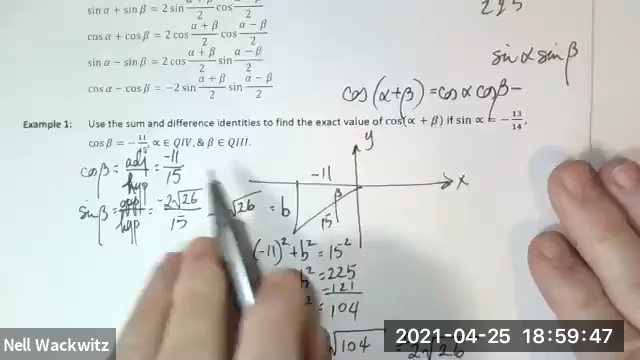 sin α + sin β = 2 sin (α + β)/2 cos (α − β)/2
cos α + cos β = 2 cos (α + β)/2 cos (α − β)/2
sin α − sin β = 2 cos (α + β)/2 sin (α − β)/2
cos α − cos β = −2 sin (α + β)/2 sin (α − β)/2
225
sin α sin β
cos (α+β) = cos α cos β −
Example 1: Use the sum and difference identities to find the exact value of cos(α + β) if sin α = −13/14,
cos β = −11/15, α ∈ QIV, & β ∈ QIII.
y
x
−11
β
15
cos β = adj/hyp = −11/15
sin β = opp/hyp = −2√26/15
√26 = b
(−11)² + b² = 15²
b² = 225
−121
² = 104
√104 = 2√26
Nell Wackwitz
2021-04-25 18:59:47